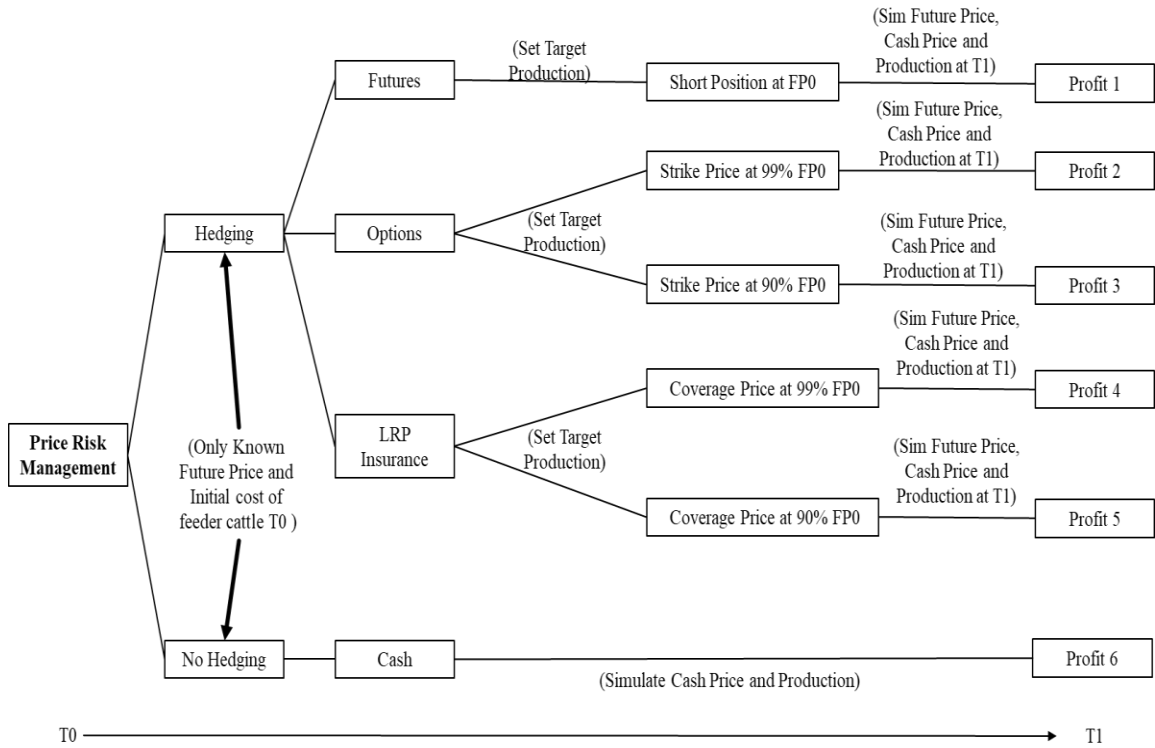 (Sim Future Price,
Cash Price and
Production at T1)
(Set Target
Production)
Futures
Short Position at FP0
Profit 1
(Sim Future Price,
Cash Price and
Production at T1)
Strike Price at 99% FP0
Profit 2
Hedging
Options
(Set Target
Production)
(Sim Future Price,
Cash Price and
Production at T1)
Strike Price at 90% FP0
Profit 3
(Sim Future Price,
Cash Price and
Production at T1)
Coverage Price at 99% FP0
Profit 4
Price Risk
Management
(Only Known
Future Price and
Initial cost of
feeder cattle T0 )
LRP
Insurance
(Set Target
Production)
(Sim Future Price,
Cash Price and
Production at T1)
Coverage Price at 90% FP0
Profit 5
No Hedging
Cash
(Simulate Cash Price and Production)
Profit 6
T0
T1